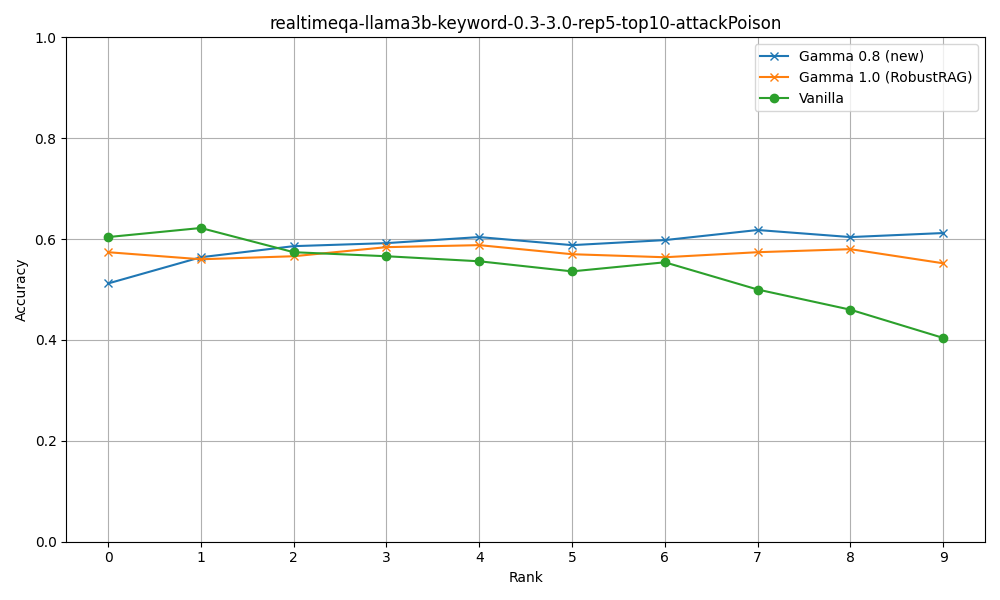 realtimeqa-llama3b-keyword-0.3-3.0-rep5-top10-attackPoison
Gamma 0.8 (new)
Gamma 1.0 (RobustRAG)
Vanilla
Accuracy
1.0
0.8
0.6
0.4
0.2
0.0
0 1 2 3 4 5 6 7 8 9
Rank